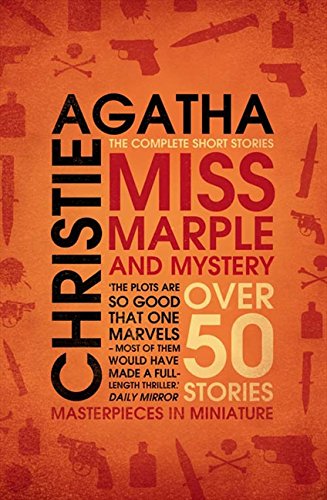 AGATHA
CHRISTIE
THE COMPLETE SHORT STORIES
MISS
MARPLE
AND MYSTERY
'THE PLOTS ARE
SO GOOD
THAT ONE
MARVELS
– MOST OF THEM
WOULD HAVE
MADE A FULL-
LENGTH THRILLER.'
DAILY MIRROR
OVER
50
STORIES
MASTERPIECES IN MINIATURE